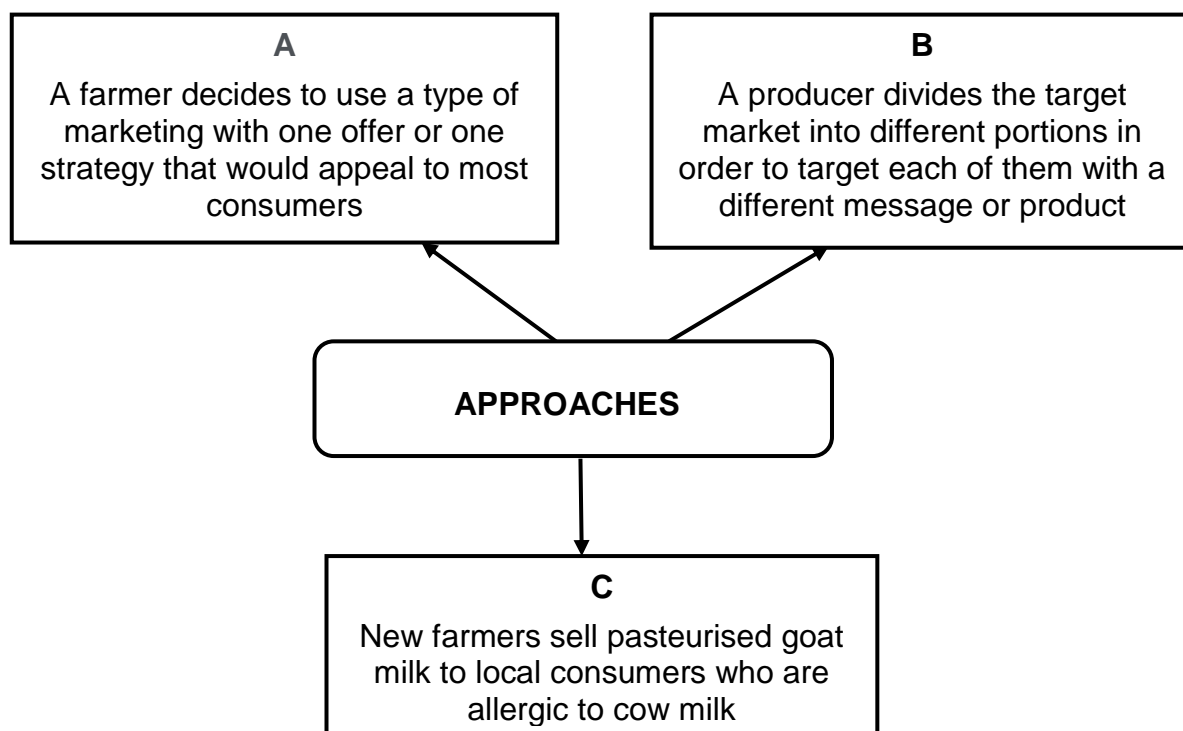 A
A farmer decides to use a type of
marketing with one offer or one
strategy that would appeal to most
consumers
B
A producer divides the target
market into different portions in
order to target each of them with a
different message or product
APPROACHES
C
New farmers sell pasteurised goat
milk to local consumers who are
allergic to cow milk